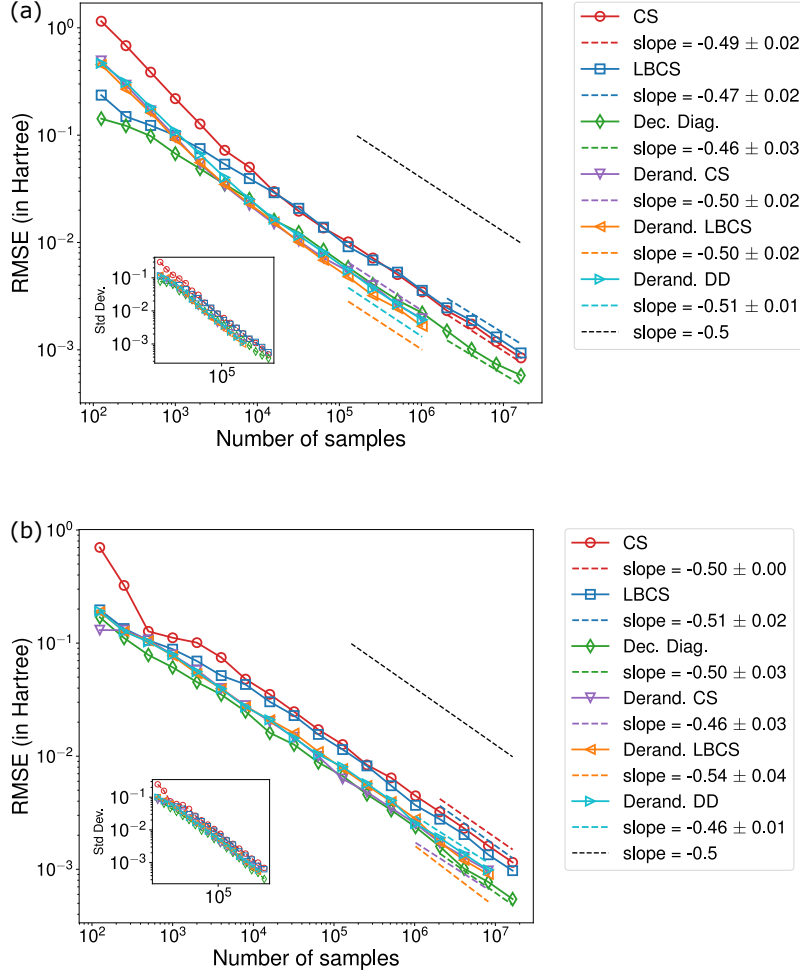 (a)
10^0
10^-1
10^-2
10^-3
RMSE (in Hartree)
10^2
10^3
10^4
10^5
10^6
10^7
Number of samples
Std Dev.
10^-1
10^-2
10^-3
10^5
CS
slope = -0.49 ± 0.02
LBCS
slope = -0.47 ± 0.02
Dec. Diag.
slope = -0.46 ± 0.03
Derand. CS
slope = -0.50 ± 0.02
Derand. LBCS
slope = -0.50 ± 0.02
Derand. DD
slope = -0.51 ± 0.01
slope = -0.5
(b)
10^0
10^-1
10^-2
10^-3
RMSE (in Hartree)
10^2
10^3
10^4
10^5
10^6
10^7
Number of samples
Std Dev.
10^-1
10^-2
10^-3
10^5
CS
slope = -0.50 ± 0.00
LBCS
slope = -0.51 ± 0.02
Dec. Diag.
slope = -0.50 ± 0.03
Derand. CS
slope = -0.46 ± 0.03
Derand. LBCS
slope = -0.54 ± 0.04
Derand. DD
slope = -0.46 ± 0.01
slope = -0.5